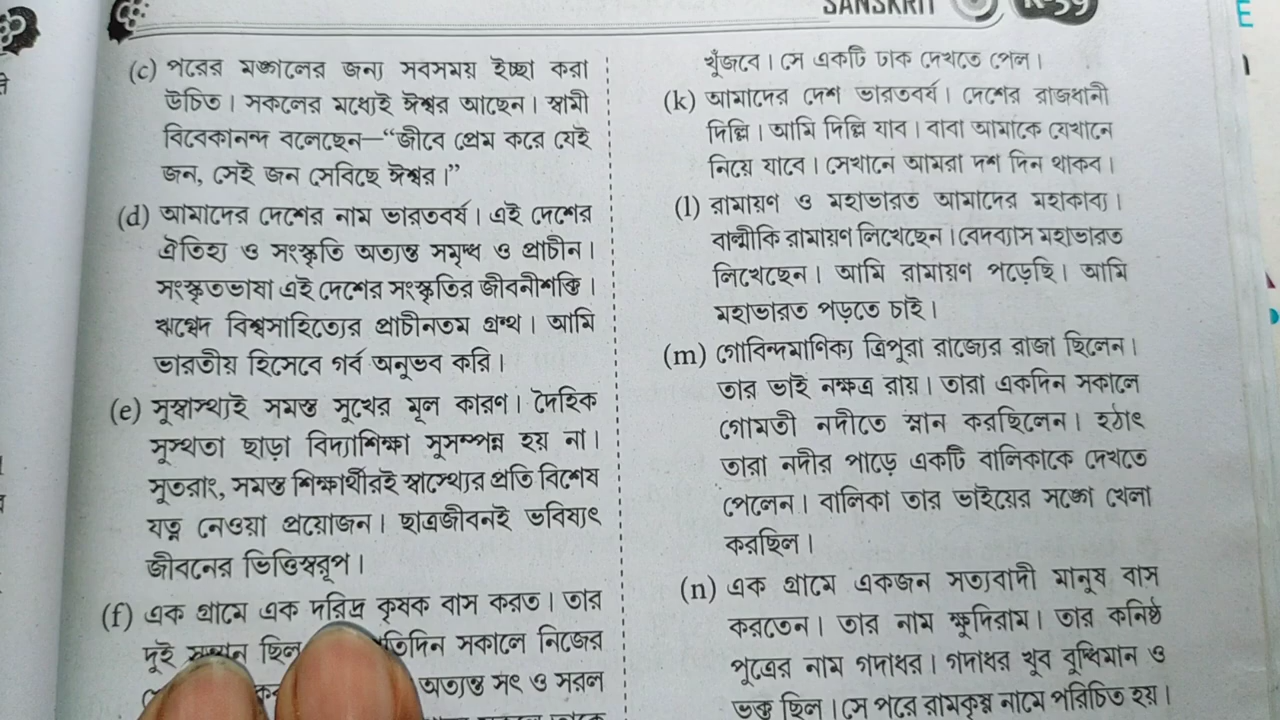 SANSKRIT
(c) পরের মঙ্গলের জন্য সবসময় ইচ্ছা করা
উচিত। সকলের মধ্যেই ঈশ্বর আছেন। স্বামী
বিবেকানন্দ বলেছেন—“জীবে প্রেম করে যেই
জন, সেই জন সেবিছে ঈশ্বর।”
(d) আমাদের দেশের নাম ভারতবর্ষ। এই দেশের
ঐতিহ্য ও সংস্কৃতি অত্যন্ত সমৃদ্ধ ও প্রাচীন।
সংস্কৃতভাষা এই দেশের সংস্কৃতির জীবনীশক্তি।
ঋগ্বেদ বিশ্বসাহিত্যের প্রাচীনতম গ্রন্থ। আমি
ভারতীয় হিসেবে গর্ব অনুভব করি।
(e) সুস্বাস্থ্যই সমস্ত সুখের মূল কারণ। দৈহিক
সুস্থতা ছাড়া বিদ্যাশিক্ষা সুসম্পন্ন হয় না।
সুতরাং, সমস্ত শিক্ষার্থীরই স্বাস্থ্যের প্রতি বিশেষ
যত্ন নেওয়া প্রয়োজন। ছাত্রজীবনই ভবিষ্যৎ
জীবনের ভিত্তিস্বরূপ।
(f) এক গ্রামে এক দরিদ্র কৃষক বাস করত। তার
দুই সন্তান ছিল তিদিন সকালে নিজের
অত্যন্ত সৎ ও সরল
খুঁজবে। সে একটি ঢাক দেখতে পেল।
(k) আমাদের দেশ ভারতবর্ষ। দেশের রাজধানী
দিল্লি। আমি দিল্লি যাব। বাবা আমাকে যেখানে
নিয়ে যাবে। সেখানে আমরা দশ দিন থাকব।
(l) রামায়ণ ও মহাভারত আমাদের মহাকাব্য।
বাল্মীকি রামায়ণ লিখেছেন। বেদব্যাস মহাভারত
লিখেছেন। আমি রামায়ণ পড়েছি। আমি
মহাভারত পড়তে চাই।
(m) গোবিন্দমাণিক্য ত্রিপুরা রাজ্যের রাজা ছিলেন।
তার ভাই নক্ষত্র রায়। তারা একদিন সকালে
গোমতী নদীতে স্নান করছিলেন। হঠাৎ
তারা নদীর পাড়ে একটি বালিকাকে দেখতে
পেলেন। বালিকা তার ভাইয়ের সঙ্গে খেলা
করছিল।
(n) এক গ্রামে একজন সত্যবাদী মানুষ বাস
করতেন। তার নাম ক্ষুদিরাম। তার কনিষ্ঠ
পুত্রের নাম গদাধর। গদাধর খুব বুদ্ধিমান ও
ভক্ত ছিল। সে পরে রামকৃষ্ণ নামে পরিচিত হয়।